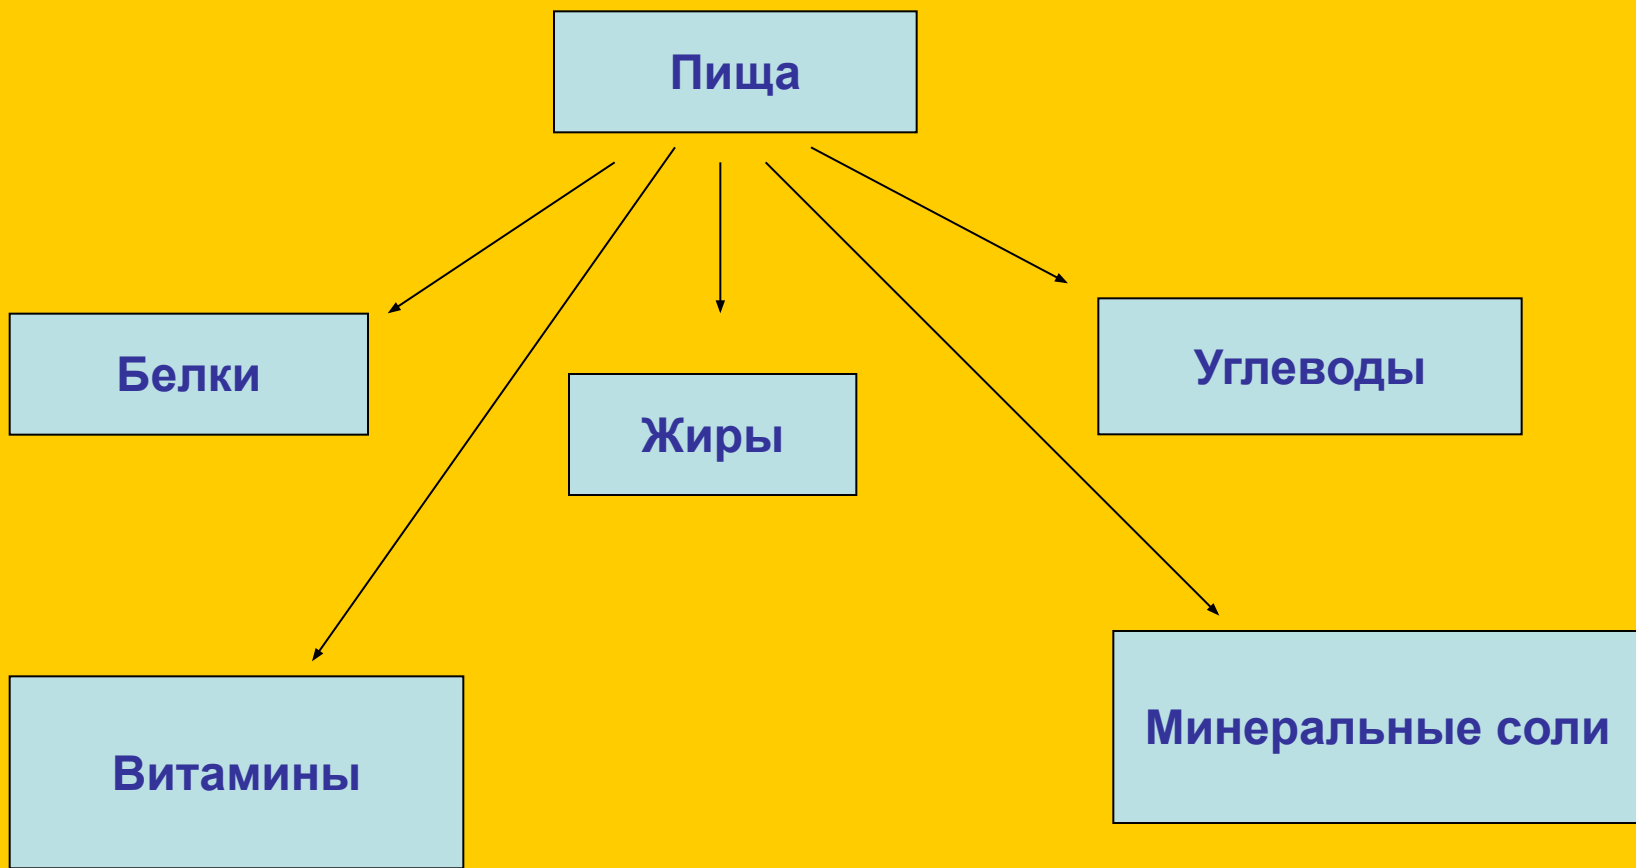 Пища
Белки
Жиры
Углеводы
Витамины
Минеральные соли